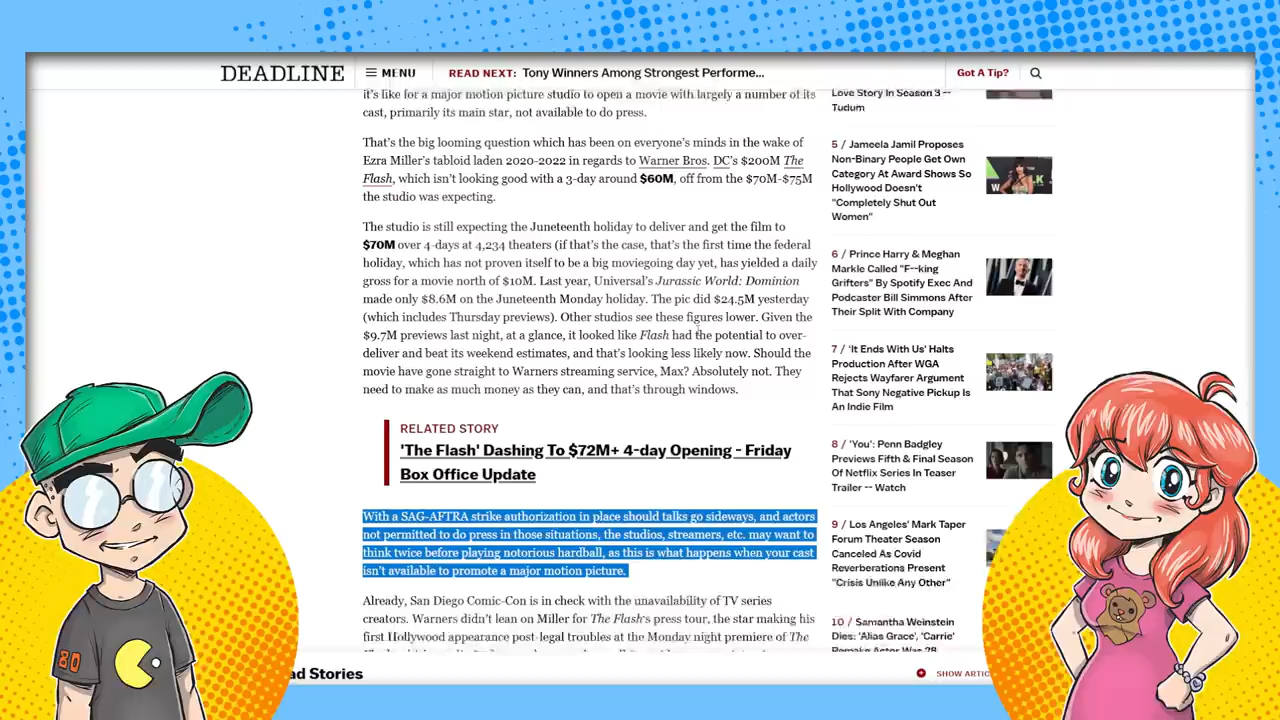 DEADLINE
MENU
READ NEXT: Tony Winners Among Strongest Performe...
Got A Tip?
it's like for a major motion picture studio to open a movie with largely a number of its
cast, primarily its main star, not available to do press.
That's the big looming question which has been on everyone's minds in the wake of
Ezra Miller's tabloid laden 2020-2022 in regards to Warner Bros. DC's $200M The
Flash, which isn't looking good with a 3-day around $60M, off from the $70M-$75M
the studio was expecting.
The studio is still expecting the Juneteenth holiday to deliver and get the film to
$70M over 4-days at 4,234 theaters (if that's the case, that's the first time the federal
holiday, which has not proven itself to be a big moviegoing day yet, has yielded a daily
gross for a movie north of $10M. Last year, Universal's Jurassic World: Dominion
made only $8.6M on the Juneteenth Monday holiday. The pic did $24.5M yesterday
(which includes Thursday previews). Other studios see these figures lower. Given the
$9.7M previews last night, at a glance, it looked like Flash had the potential to over-
deliver and beat its weekend estimates, and that's looking less likely now. Should the
movie have gone straight to Warners streaming service, Max? Absolutely not. They
need to make as much money as they can, and that's through windows.
RELATED STORY
'The Flash' Dashing To $72M+ 4-day Opening - Friday
Box Office Update
With a SAG-AFTRA strike authorization in place should talks go sideways, and actors
not permitted to do press in those situations, the studios, streamers, etc. may want to
think twice before playing notorious hardball, as this is what happens when your cast
isn't available to promote a major motion picture.
Already, San Diego Comic-Con is in check with the unavailability of TV series
creators. Warners didn't lean on Miller for The Flash's press tour, the star making his
first Hollywood appearance post-legal troubles at the Monday night premiere of The
Love Story In Season 3 --
Tudum
5 / Jameela Jamil Proposes
Non-Binary People Get Own
Category At Award Shows So
Hollywood Doesn't
"Completely Shut Out
Women"
6 / Prince Harry & Meghan
Markle Called "F--king
Grifters" By Spotify Exec And
Podcaster Bill Simmons After
Their Split With Company
7 / 'It Ends With Us' Halts
Production After WGA
Rejects Wayfarer Argument
That Sony Negative Pickup Is
An Indie Film
8 / 'You': Penn Badgley
Previews Fifth & Final Season
Of Netflix Series In Teaser
Trailer -- Watch
9 / Los Angeles' Mark Taper
Forum Theater Season
Canceled As Covid
Reverberations Present
"Crisis Unlike Any Other"
10 / Samantha Weinstein
Dies: 'Alias Grace', 'Carrie'
Remake Actor Was 28
ad Stories
SHOW ARTIC
80